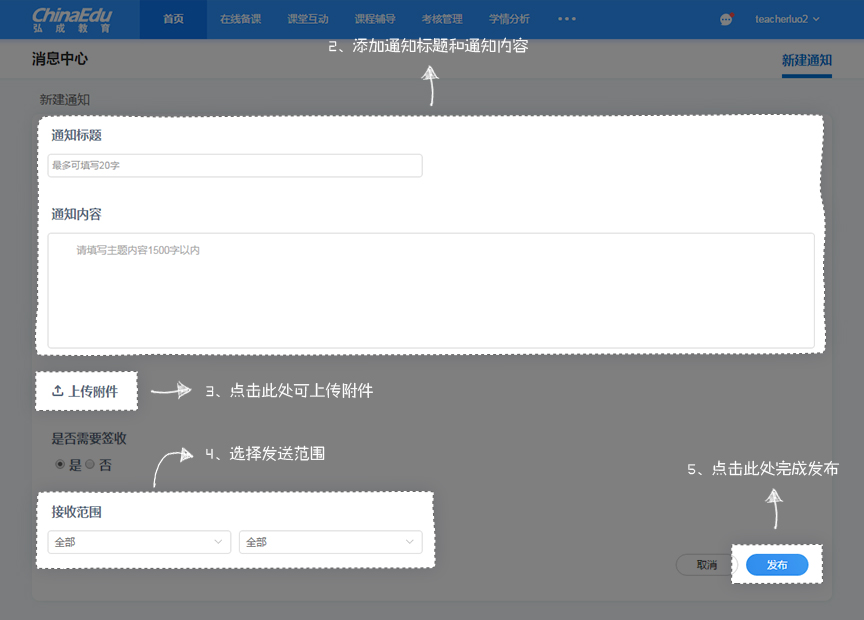 ChinaEdu
弘成教育
首页 在线备课 课堂互动 课程辅导 考核管理 学情分析 ••• teacherluo2
2、添加通知标题和通知内容
消息中心 新建通知
新建通知
通知标题
最多可填写20字
通知内容
请填写主题内容1500字以内
上传附件
3、点击此处可上传附件
是否需要签收
是 否
4、选择发送范围
5、点击此处完成发布
接收范围
全部 全部
取消 发布